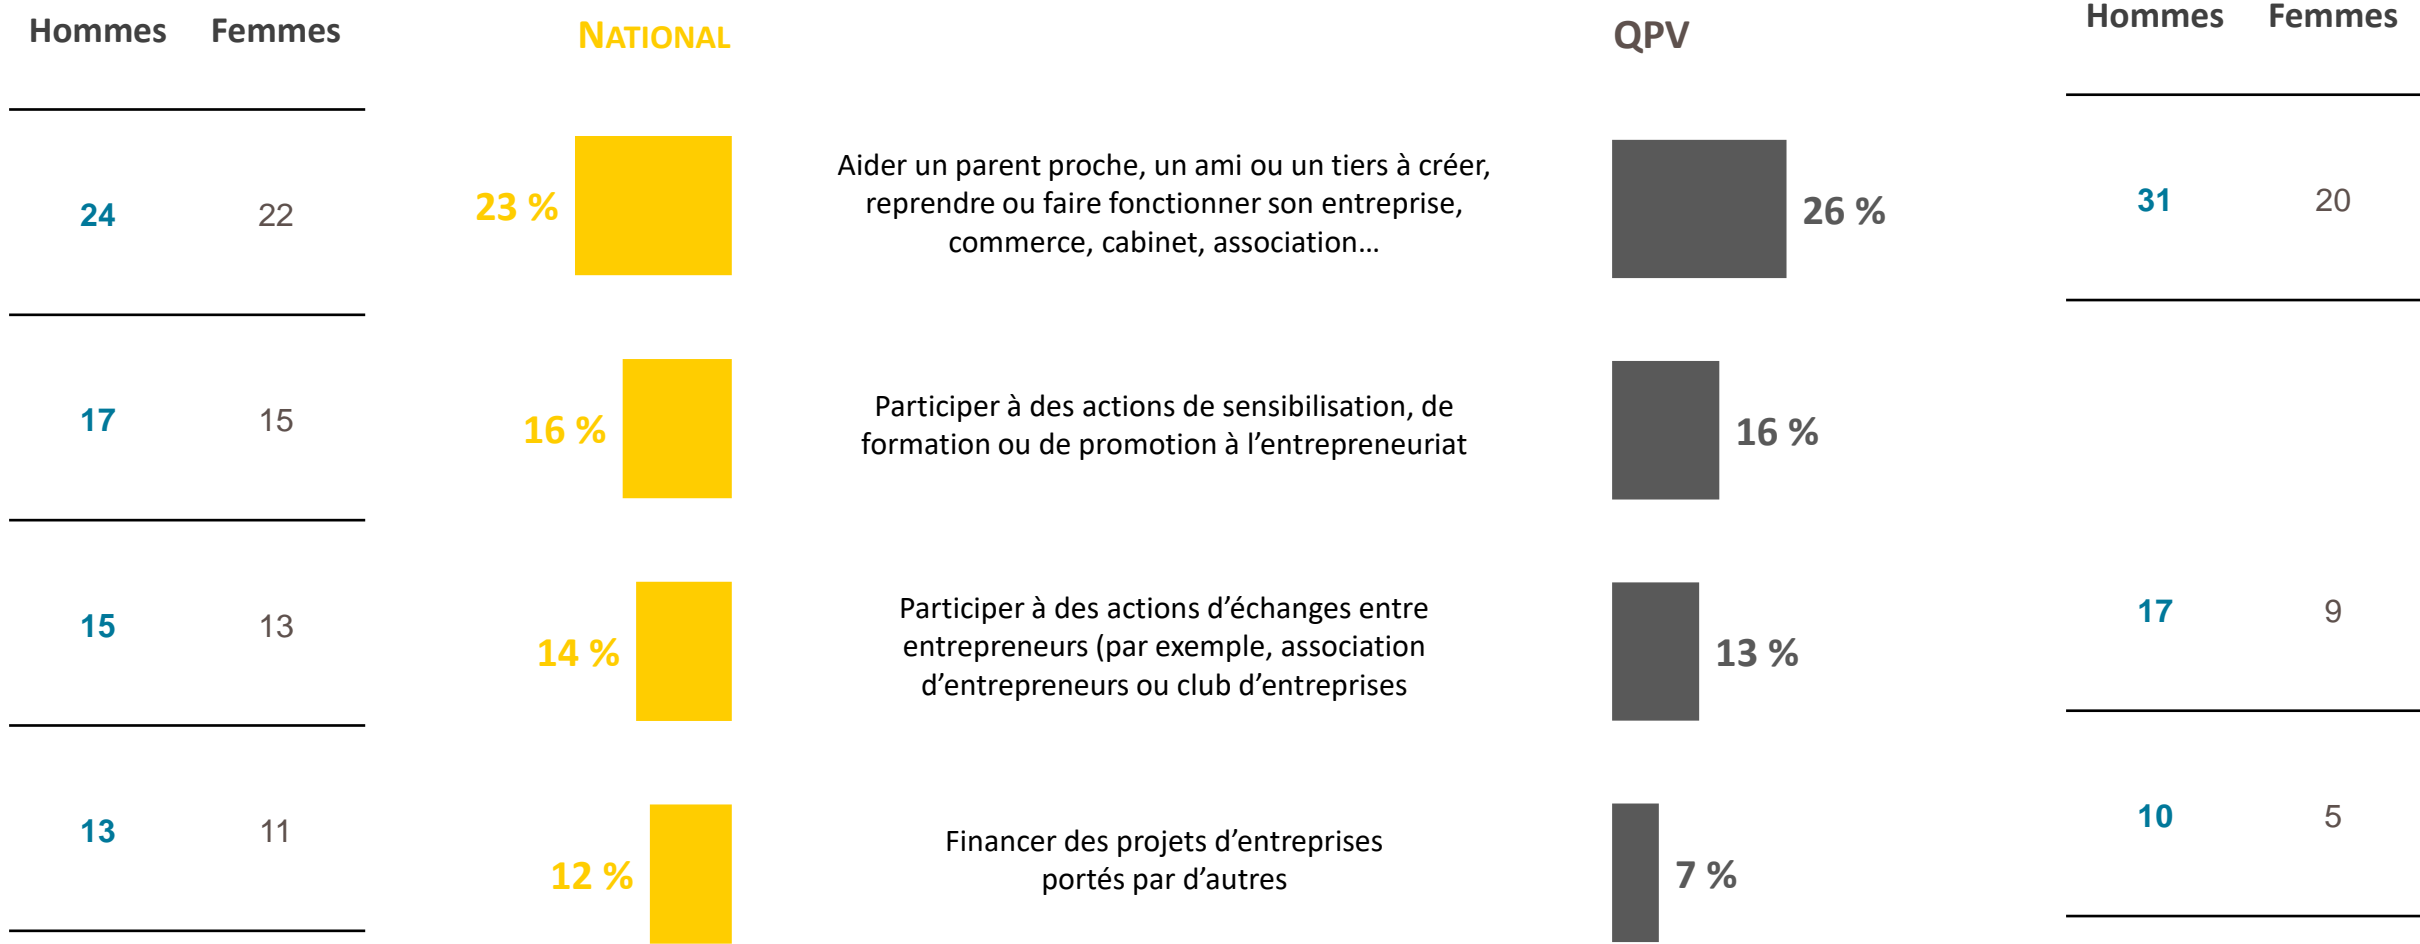 Hommes Femmes NATIONAL QPV Hommes Femmes
24 22 23 %
Aider un parent proche, un ami ou un tiers à créer,
reprendre ou faire fonctionner son entreprise,
commerce, cabinet, association…
26 % 31 20
17 15 16 %
Participer à des actions de sensibilisation, de
formation ou de promotion à l’entrepreneuriat
16 %
15 13 14 %
Participer à des actions d’échanges entre
entrepreneurs (par exemple, association
d’entrepreneurs ou club d’entreprises
13 % 17 9
13 11 12 %
Financer des projets d’entreprises
portés par d’autres
7 % 10 5